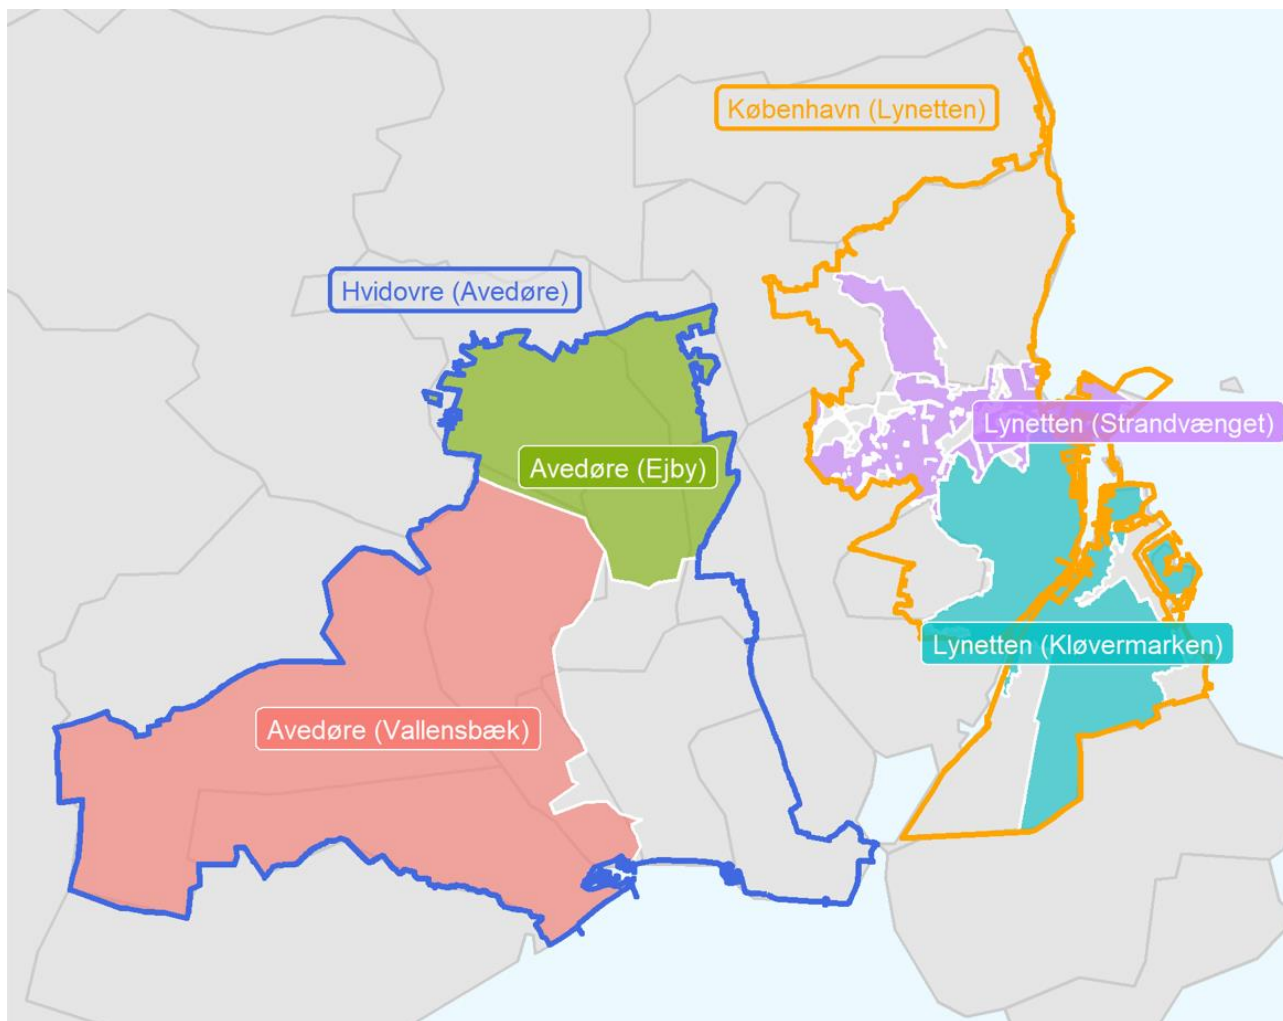 København (Lynetten)
Hvidovre (Avedøre)
Lynetten (Strandvænget)
Avedøre (Ejby)
Lynetten (Kløvermarken)
Avedøre (Vallensbæk)